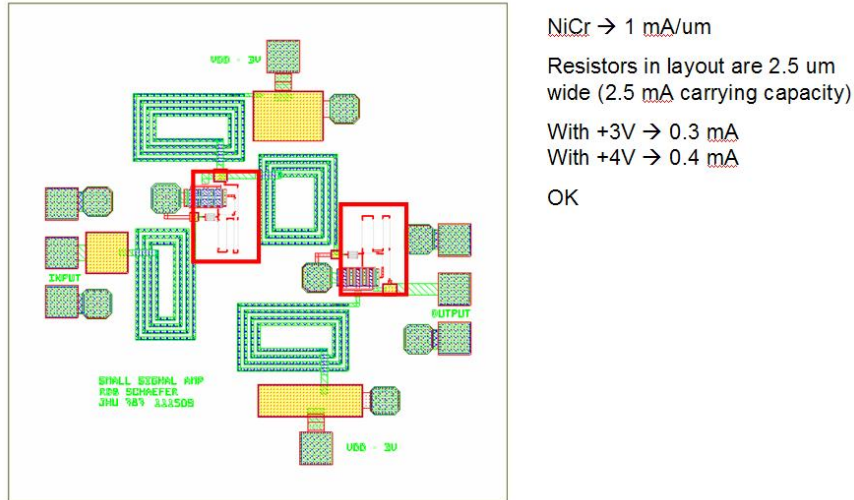 VDD - 3V
INPUT
OUTPUT
SMALL SIGNAL AMP
ROB SCHAEFER
JHU 787 111509
VDD - 3V
NiCr → 1 mA/um
Resistors in layout are 2.5 um
wide (2.5 mA carrying capacity)
With +3V → 0.3 mA
With +4V → 0.4 mA
OK